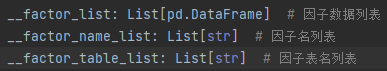 __factor_list: List[pd.DataFrame]  # 因子数据列表
__factor_name_list: List[str]  # 因子名列表
__factor_table_list: List[str]  # 因子表名列表